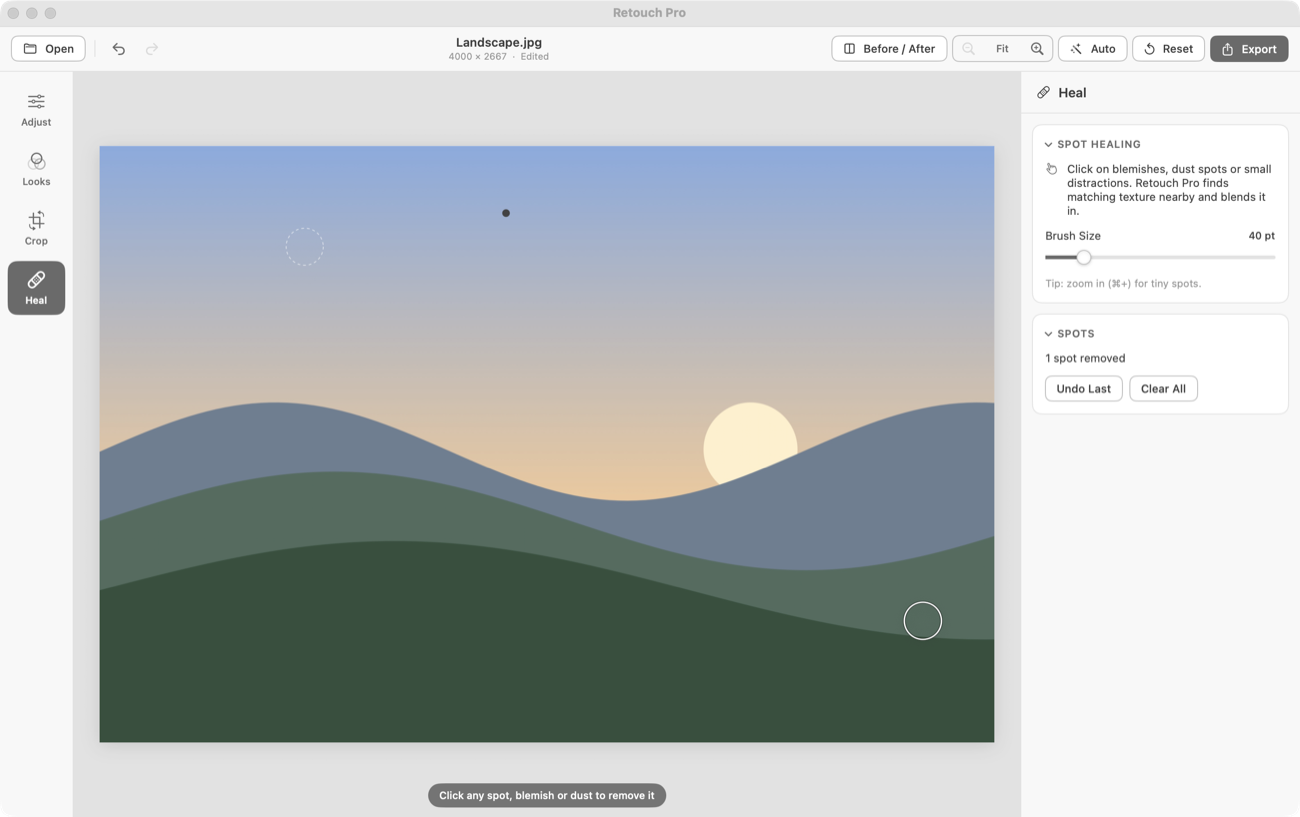 Retouch Pro
Open
Landscape.jpg
4000 × 2667 · Edited
Before / After
Fit
Auto
Reset
Export
Adjust
Looks
Crop
Heal
Heal
SPOT HEALING
Click on blemishes, dust spots or small
distractions. Retouch Pro finds
matching texture nearby and blends it
in.
Brush Size 40 pt
Tip: zoom in (⌘+) for tiny spots.
SPOTS
1 spot removed
Undo Last
Clear All
Click any spot, blemish or dust to remove it